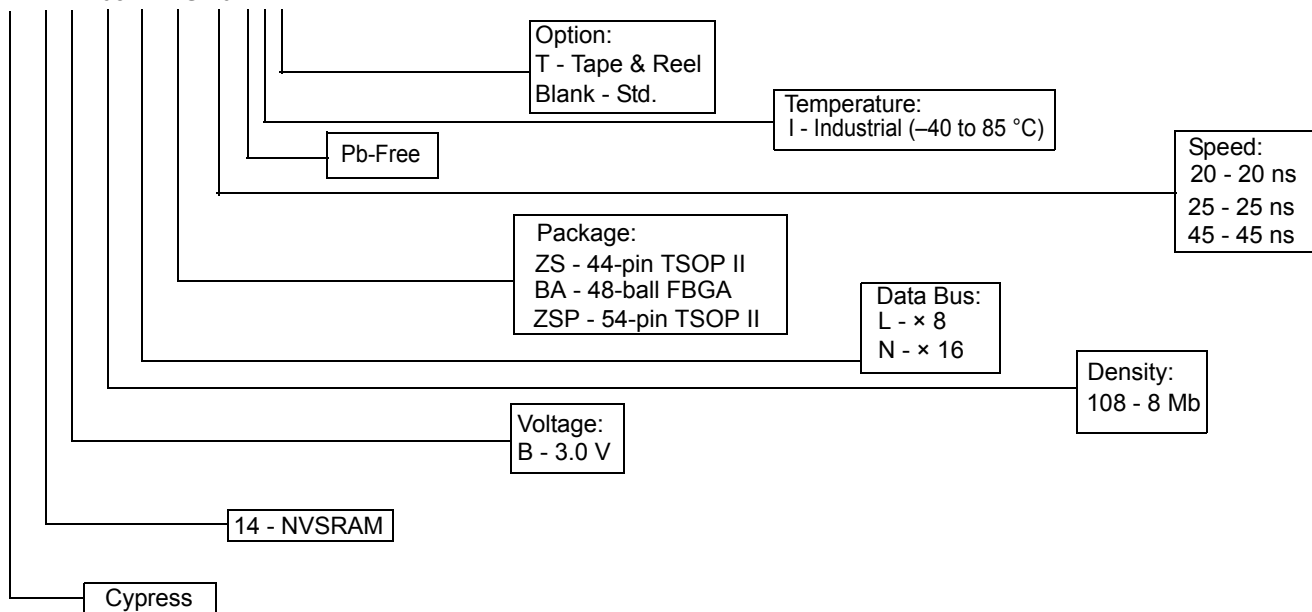 Option:
T - Tape & Reel
Blank - Std.
Temperature:
I - Industrial (–40 to 85 °C)
Pb-Free
Speed:
20 - 20 ns
25 - 25 ns
45 - 45 ns
Package:
ZS - 44-pin TSOP II
BA - 48-ball FBGA
ZSP - 54-pin TSOP II
Data Bus:
L - × 8
N - × 16
Density:
108 - 8 Mb
Voltage:
B - 3.0 V
14 - NVSRAM
Cypress